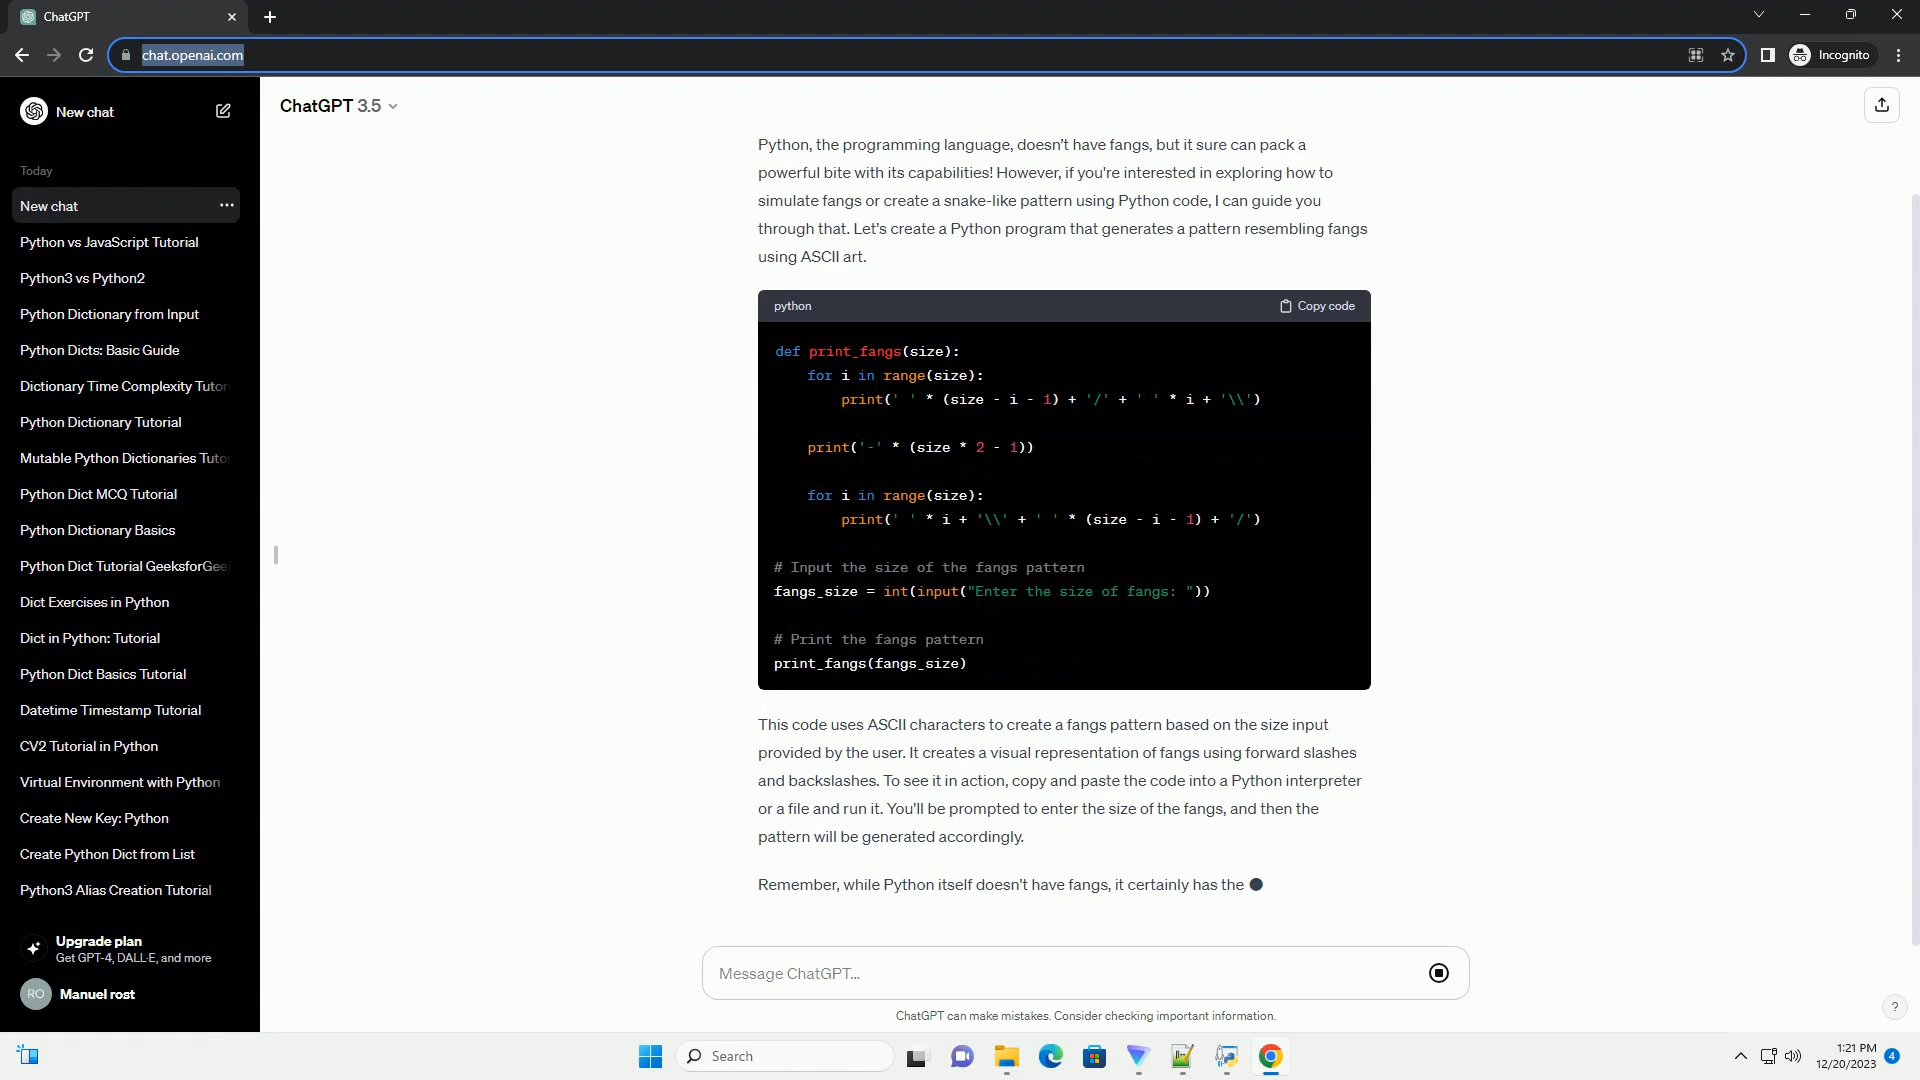 ChatGPT
chat.openai.com
Incognito
New chat
Today
New chat
Python vs JavaScript Tutorial
Python3 vs Python2
Python Dictionary from Input
Python Dicts: Basic Guide
Dictionary Time Complexity Tutor
Python Dictionary Tutorial
Mutable Python Dictionaries Tuto
Python Dict MCQ Tutorial
Python Dictionary Basics
Python Dict Tutorial GeeksforGee
Dict Exercises in Python
Dict in Python: Tutorial
Python Dict Basics Tutorial
Datetime Timestamp Tutorial
CV2 Tutorial in Python
Virtual Environment with Python
Create New Key: Python
Create Python Dict from List
Python3 Alias Creation Tutorial
Upgrade plan
Get GPT-4, DALL·E, and more
RO Manuel rost
ChatGPT 3.5
Python, the programming language, doesn't have fangs, but it sure can pack a
powerful bite with its capabilities! However, if you're interested in exploring how to
simulate fangs or create a snake-like pattern using Python code, I can guide you
through that. Let's create a Python program that generates a pattern resembling fangs
using ASCII art.
python Copy code
def print_fangs(size):
    for i in range(size):
        print(' ' * (size - i - 1) + '/' + ' ' * i + '\\')
    print('-' * (size * 2 - 1))
    for i in range(size):
        print(' ' * i + '\\' + ' ' * (size - i - 1) + '/')
# Input the size of the fangs pattern
fangs_size = int(input("Enter the size of fangs: "))
# Print the fangs pattern
print_fangs(fangs_size)
This code uses ASCII characters to create a fangs pattern based on the size input
provided by the user. It creates a visual representation of fangs using forward slashes
and backslashes. To see it in action, copy and paste the code into a Python interpreter
or a file and run it. You'll be prompted to enter the size of the fangs, and then the
pattern will be generated accordingly.
Remember, while Python itself doesn't have fangs, it certainly has the
Message ChatGPT...
ChatGPT can make mistakes. Consider checking important information.
?
Search
1:21 PM
12/20/2023
4